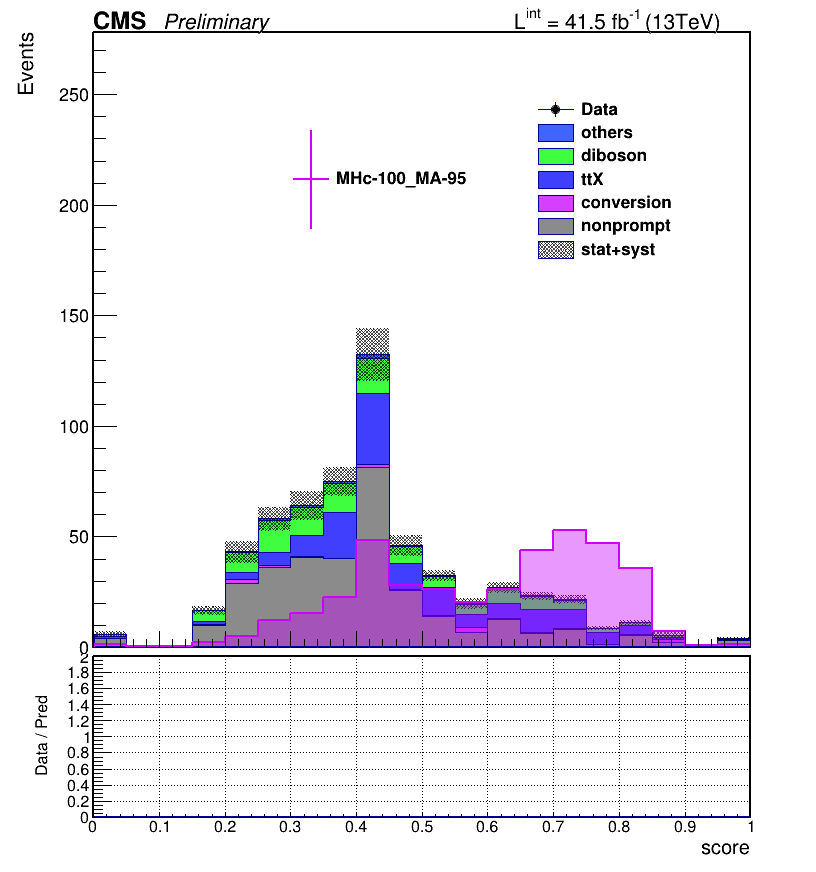 CMS Preliminary L^int = 41.5 fb^-1 (13TeV)
Events
250
200
150
100
50
0
Data
others
diboson
ttX
conversion
nonprompt
stat+syst
MHc-100_MA-95
Data / Pred
2
1.8
1.6
1.4
1.2
1
0.8
0.6
0.4
0.2
0
0 0.1 0.2 0.3 0.4 0.5 0.6 0.7 0.8 0.9 1
score